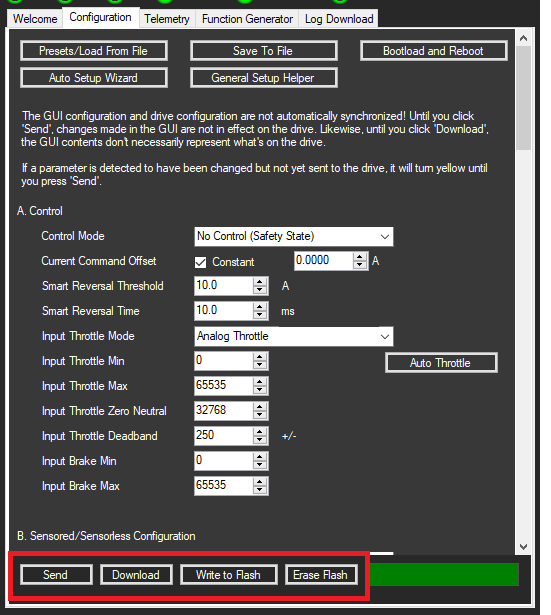 Welcome Configuration Telemetry Function Generator Log Download
Presets/Load From File Save To File Bootload and Reboot
Auto Setup Wizard General Setup Helper
The GUI configuration and drive configuration are not automatically synchronized! Until you click
'Send', changes made in the GUI are not in effect on the drive. Likewise, until you click 'Download',
the GUI contents don't necessarily represent what's on the drive.
If a parameter is detected to have been changed but not yet sent to the drive, it will turn yellow until
you press 'Send'.
A. Control
Control Mode No Control (Safety State)
Current Command Offset Constant 0.0000 A
Smart Reversal Threshold 10.0 A
Smart Reversal Time 10.0 ms
Input Throttle Mode Analog Throttle
Input Throttle Min 0 Auto Throttle
Input Throttle Max 65535
Input Throttle Zero Neutral 32768
Input Throttle Deadband 250 +/-
Input Brake Min 0
Input Brake Max 65535
B. Sensored/Sensorless Configuration
Send Download Write to Flash Erase Flash